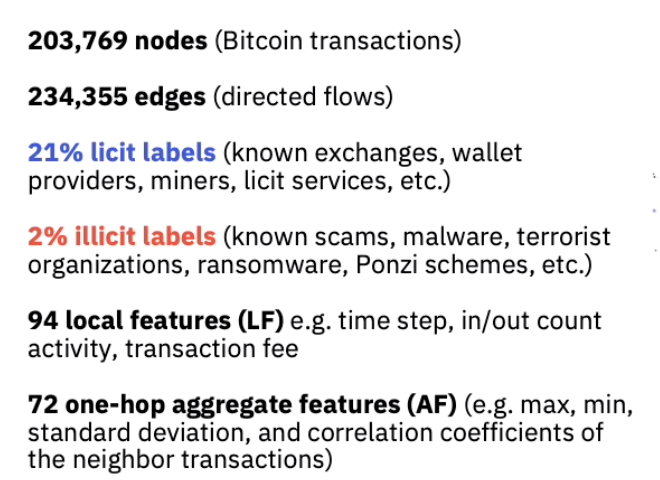 203,769 nodes (Bitcoin transactions)
234,355 edges (directed flows)
21% licit labels (known exchanges, wallet
providers, miners, licit services, etc.)
2% illicit labels (known scams, malware, terrorist
organizations, ransomware, Ponzi schemes, etc.)
94 local features (LF) e.g. time step, in/out count
activity, transaction fee
72 one-hop aggregate features (AF) (e.g. max, min,
standard deviation, and correlation coefficients of
the neighbor transactions)